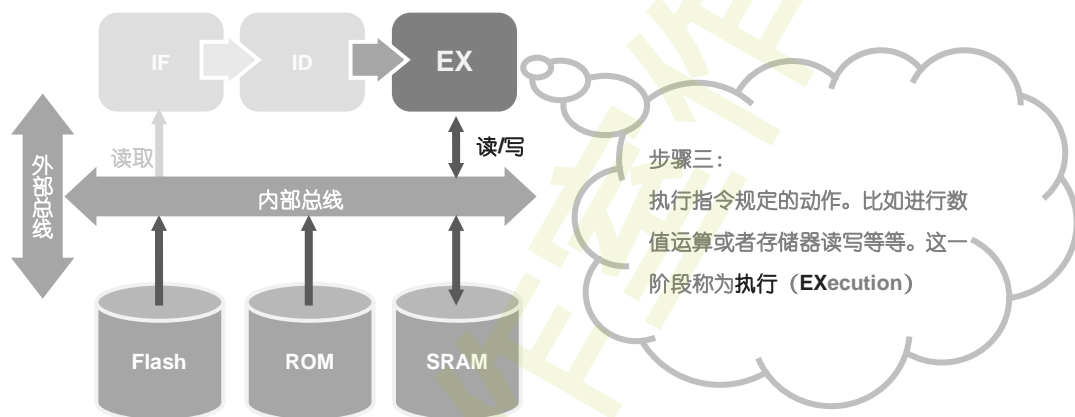 IF
ID
EX
读取
读/写
外部总线
内部总线
Flash
ROM
SRAM
步骤三：
执行指令规定的动作。比如进行数
值运算或者存储器读写等等。这一
阶段称为执行（EXecution）